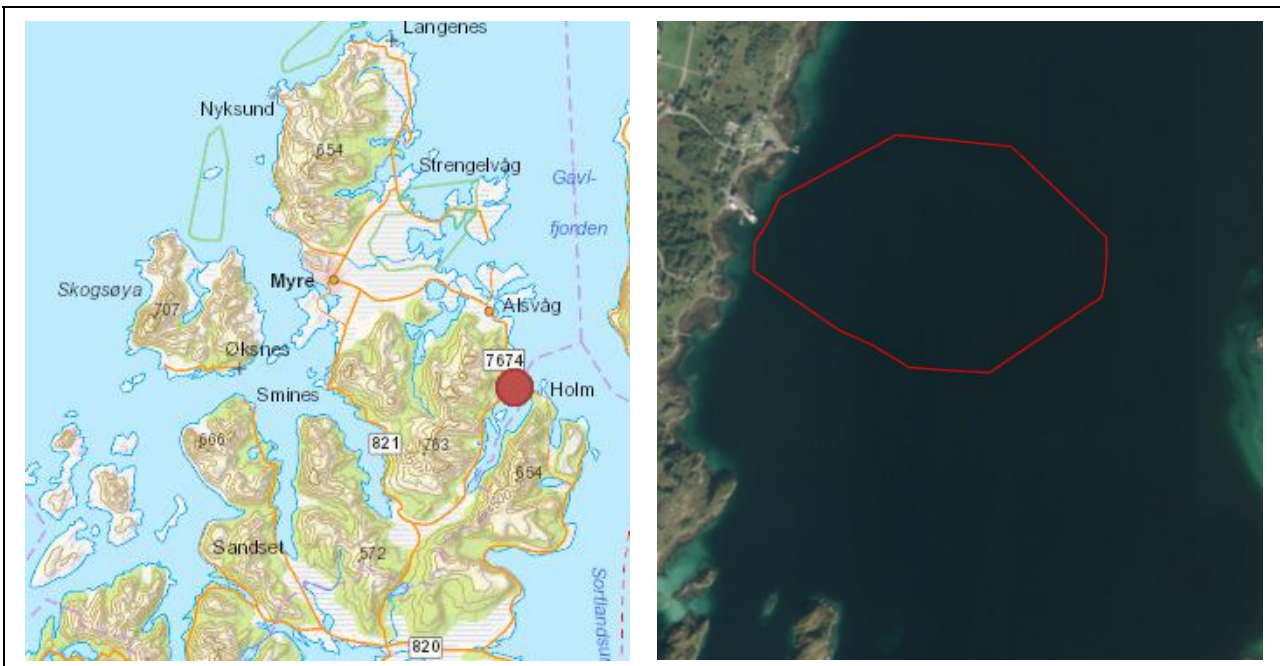 Langenes
Nyksund
654
Strengelvåg
Gavl-
fjorden
Skogsøya
Myre
707
Alsvåg
Øksnes
7674
Smines
Holm
666
821
763
654
Sandset
572
820
Sortlandsun